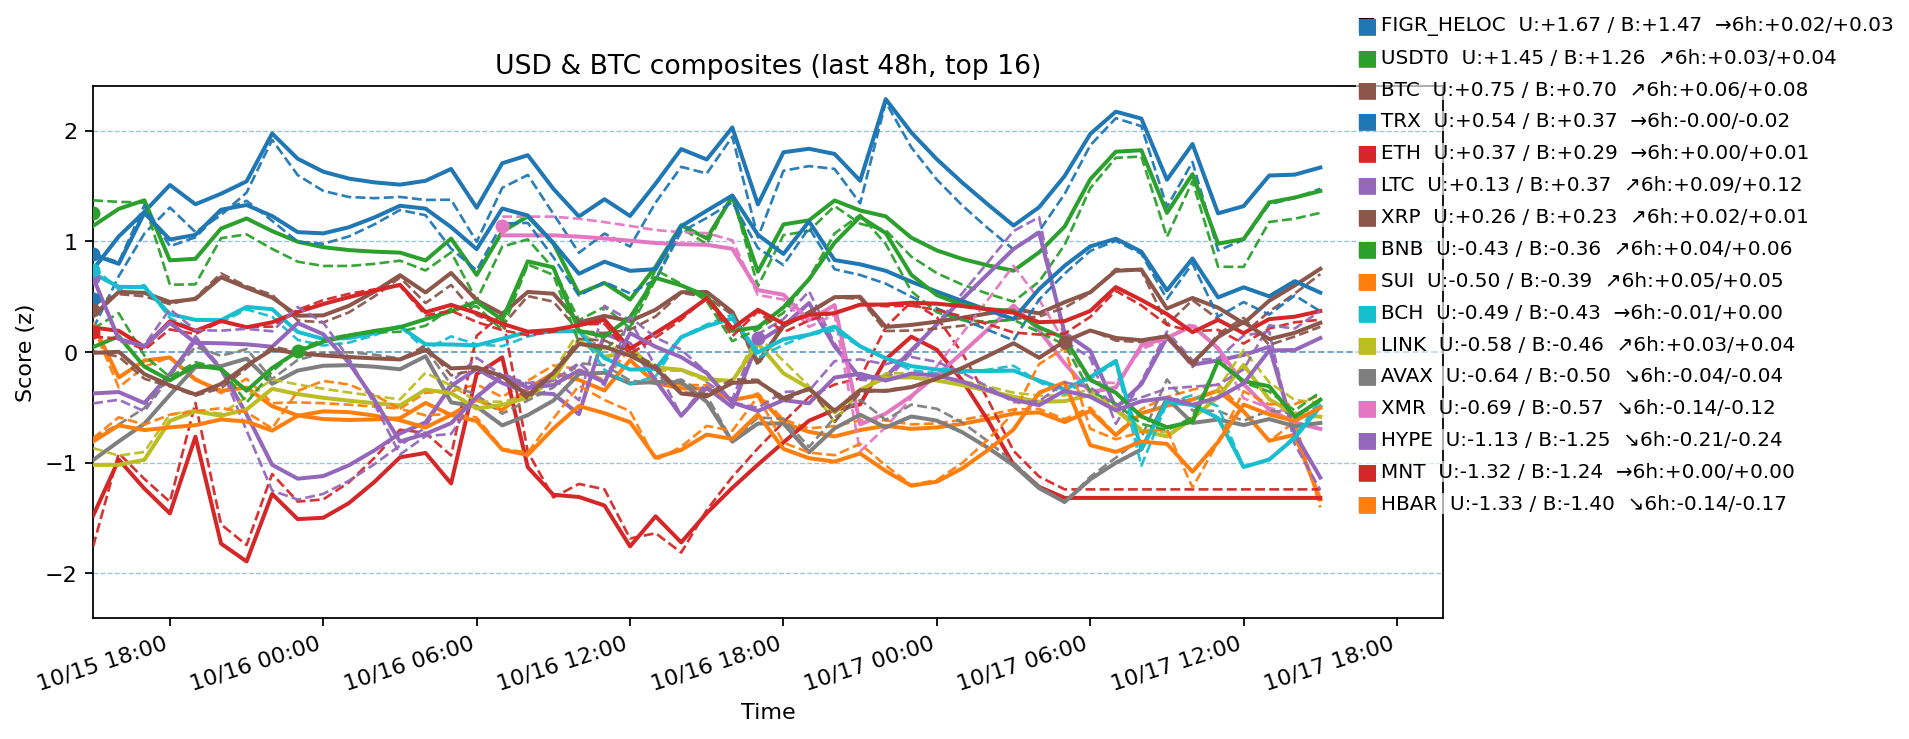 FIGR_HELOC  U:+1.67 / B:+1.47  →6h:+0.02/+0.03
USD & BTC composites (last 48h, top 16)
USDT0  U:+1.45 / B:+1.26  ↗6h:+0.03/+0.04
BTC  U:+0.75 / B:+0.70  ↗6h:+0.06/+0.08
TRX  U:+0.54 / B:+0.37  →6h:-0.00/-0.02
ETH  U:+0.37 / B:+0.29  →6h:+0.00/+0.01
LTC  U:+0.13 / B:+0.37  ↗6h:+0.09/+0.12
XRP  U:+0.26 / B:+0.23  ↗6h:+0.02/+0.01
BNB  U:-0.43 / B:-0.36  ↗6h:+0.04/+0.06
SUI  U:-0.50 / B:-0.39  ↗6h:+0.05/+0.05
BCH  U:-0.49 / B:-0.43  →6h:-0.01/+0.00
LINK  U:-0.58 / B:-0.46  ↗6h:+0.03/+0.04
AVAX  U:-0.64 / B:-0.50  ↘6h:-0.04/-0.04
XMR  U:-0.69 / B:-0.57  ↘6h:-0.14/-0.12
HYPE  U:-1.13 / B:-1.25  ↘6h:-0.21/-0.24
MNT  U:-1.32 / B:-1.24  →6h:+0.00/+0.00
HBAR  U:-1.33 / B:-1.40  ↘6h:-0.14/-0.17
Score (z)
2
1
0
−1
−2
10/15 18:00
10/16 00:00
10/16 06:00
10/16 12:00
10/16 18:00
10/17 00:00
10/17 06:00
10/17 12:00
10/17 18:00
Time